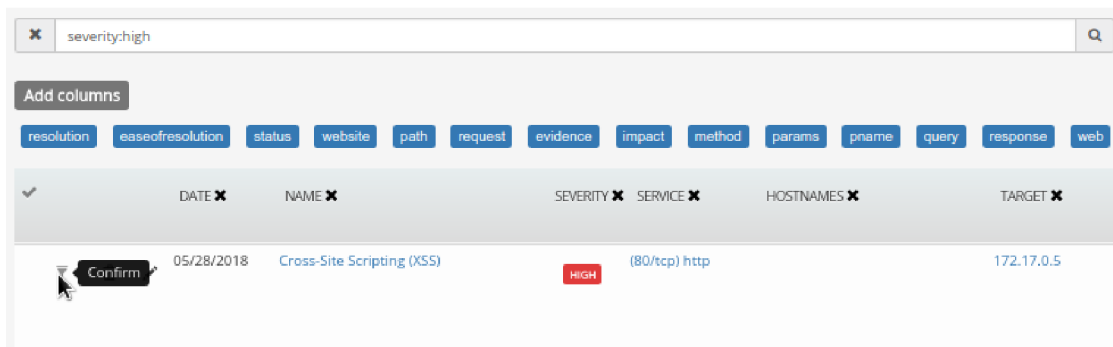 severity:high
Add columns
resolution easeofresolution status website path request evidence impact method params pname query response web
DATE NAME SEVERITY SERVICE HOSTNAMES TARGET
Confirm 05/28/2018 Cross-Site Scripting (XSS) HIGH (80/tcp) http 172.17.0.5